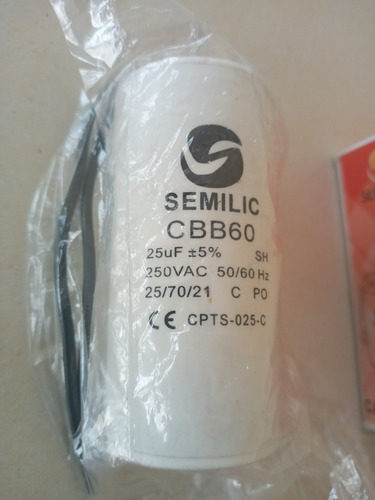 SEMILIC
CBB60
25uF ±5% SH
250VAC 50/60 Hz
25/70/21 C PO
CE CPTS-025-C